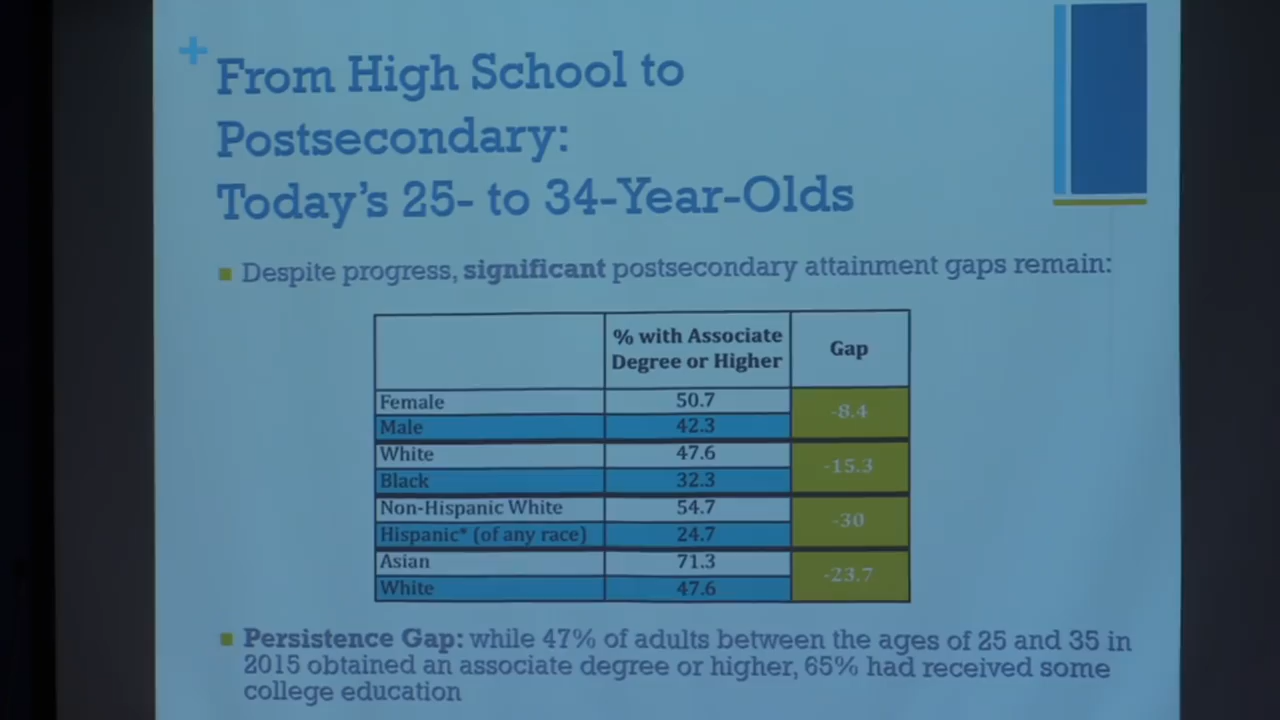 +
From High School to
Postsecondary:
Today's 25- to 34-Year-Olds
Despite progress, significant postsecondary attainment gaps remain:
% with Associate
Degree or Higher
Gap
Female 50.7
-8.4
Male 42.3
White 47.6
-15.3
Black 32.3
Non-Hispanic White 54.7
-30
Hispanic* (of any race) 24.7
Asian 71.3
-23.7
White 47.6
Persistence Gap: while 47% of adults between the ages of 25 and 35 in
2015 obtained an associate degree or higher, 65% had received some
college education